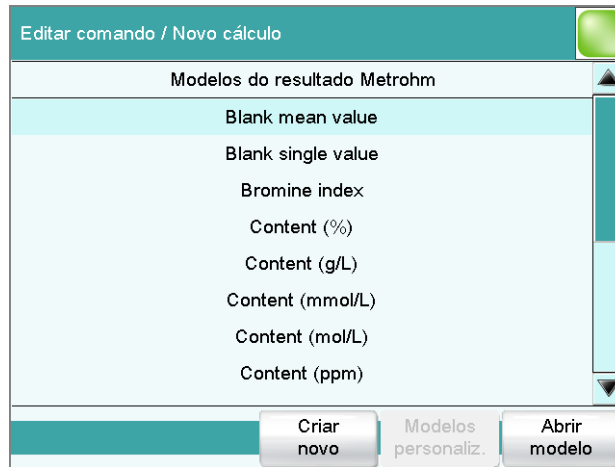 Editar comando / Novo cálculo
Modelos do resultado Metrohm
Blank mean value
Blank single value
Bromine index
Content (%)
Content (g/L)
Content (mmol/L)
Content (mol/L)
Content (ppm)
Criar novo
Modelos personaliz.
Abrir modelo